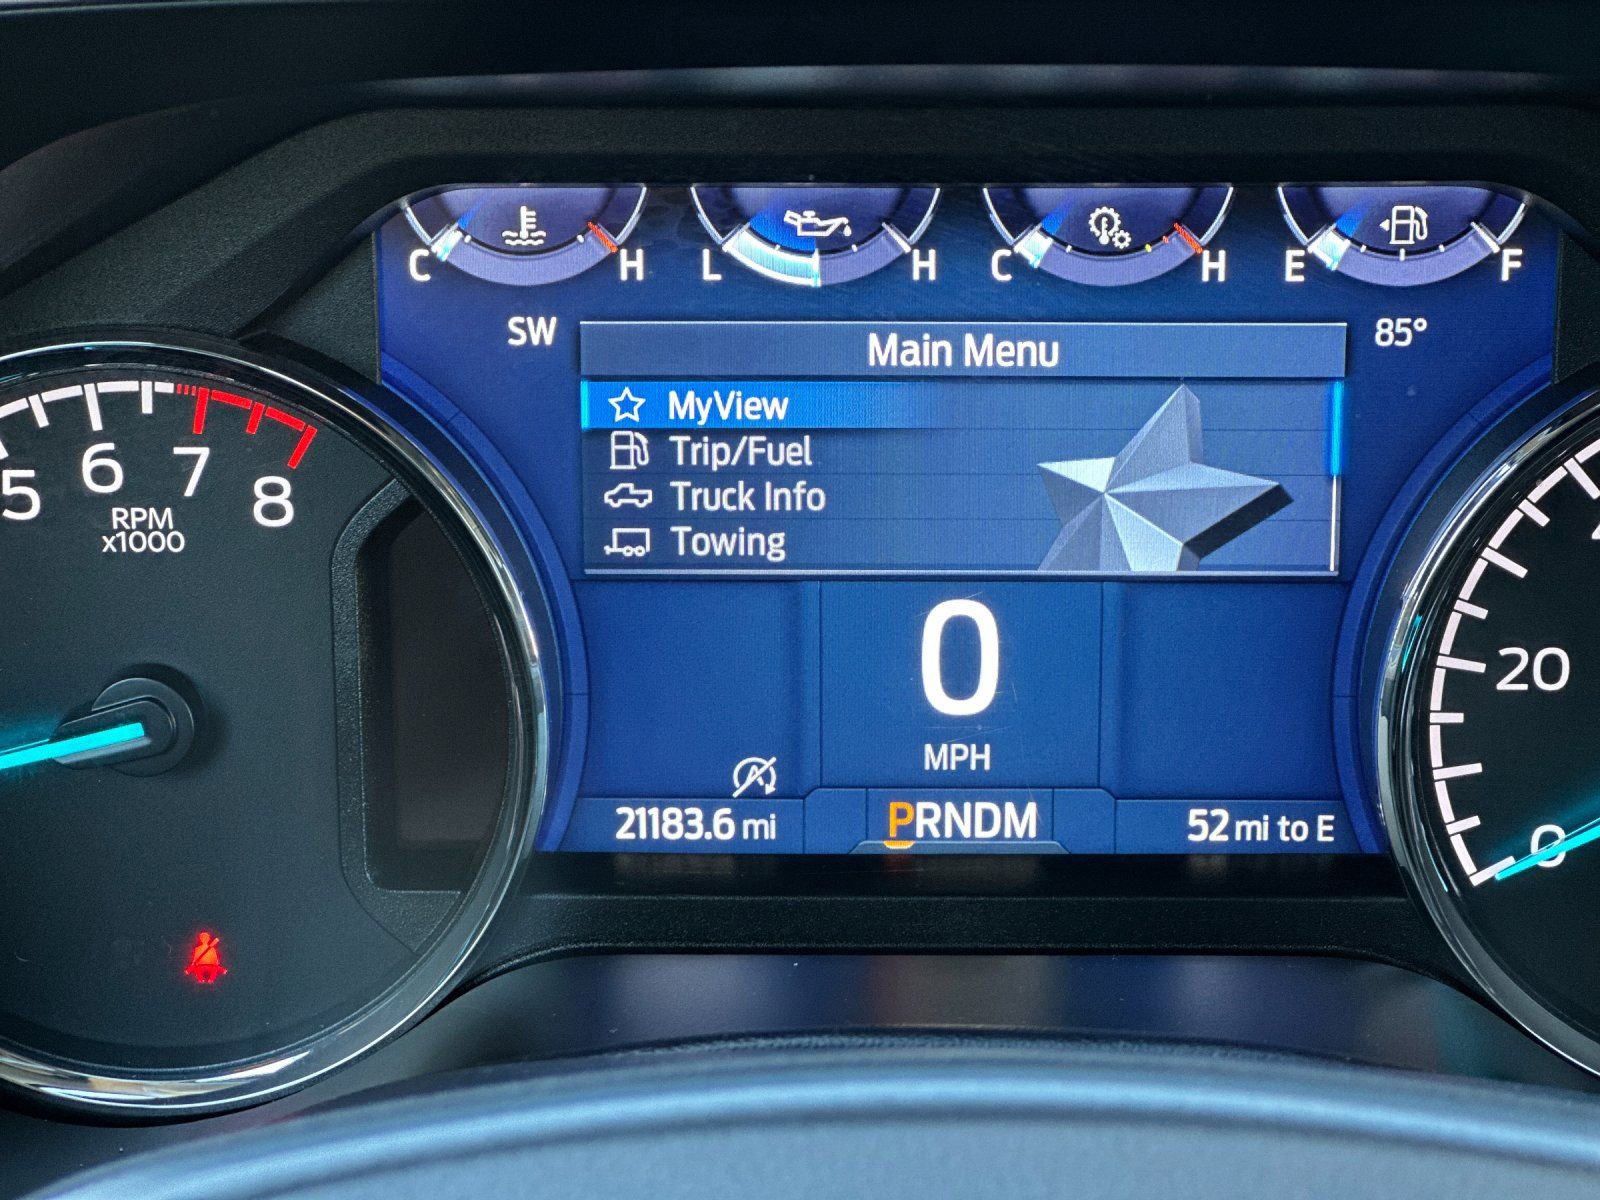 C H
L H
C H
E F
SW
85°
Main Menu
MyView
Trip/Fuel
Truck Info
Towing
5 6 7 8
RPM
x1000
0
MPH
20
0
21183.6 mi
PRNDM
52 mi to E